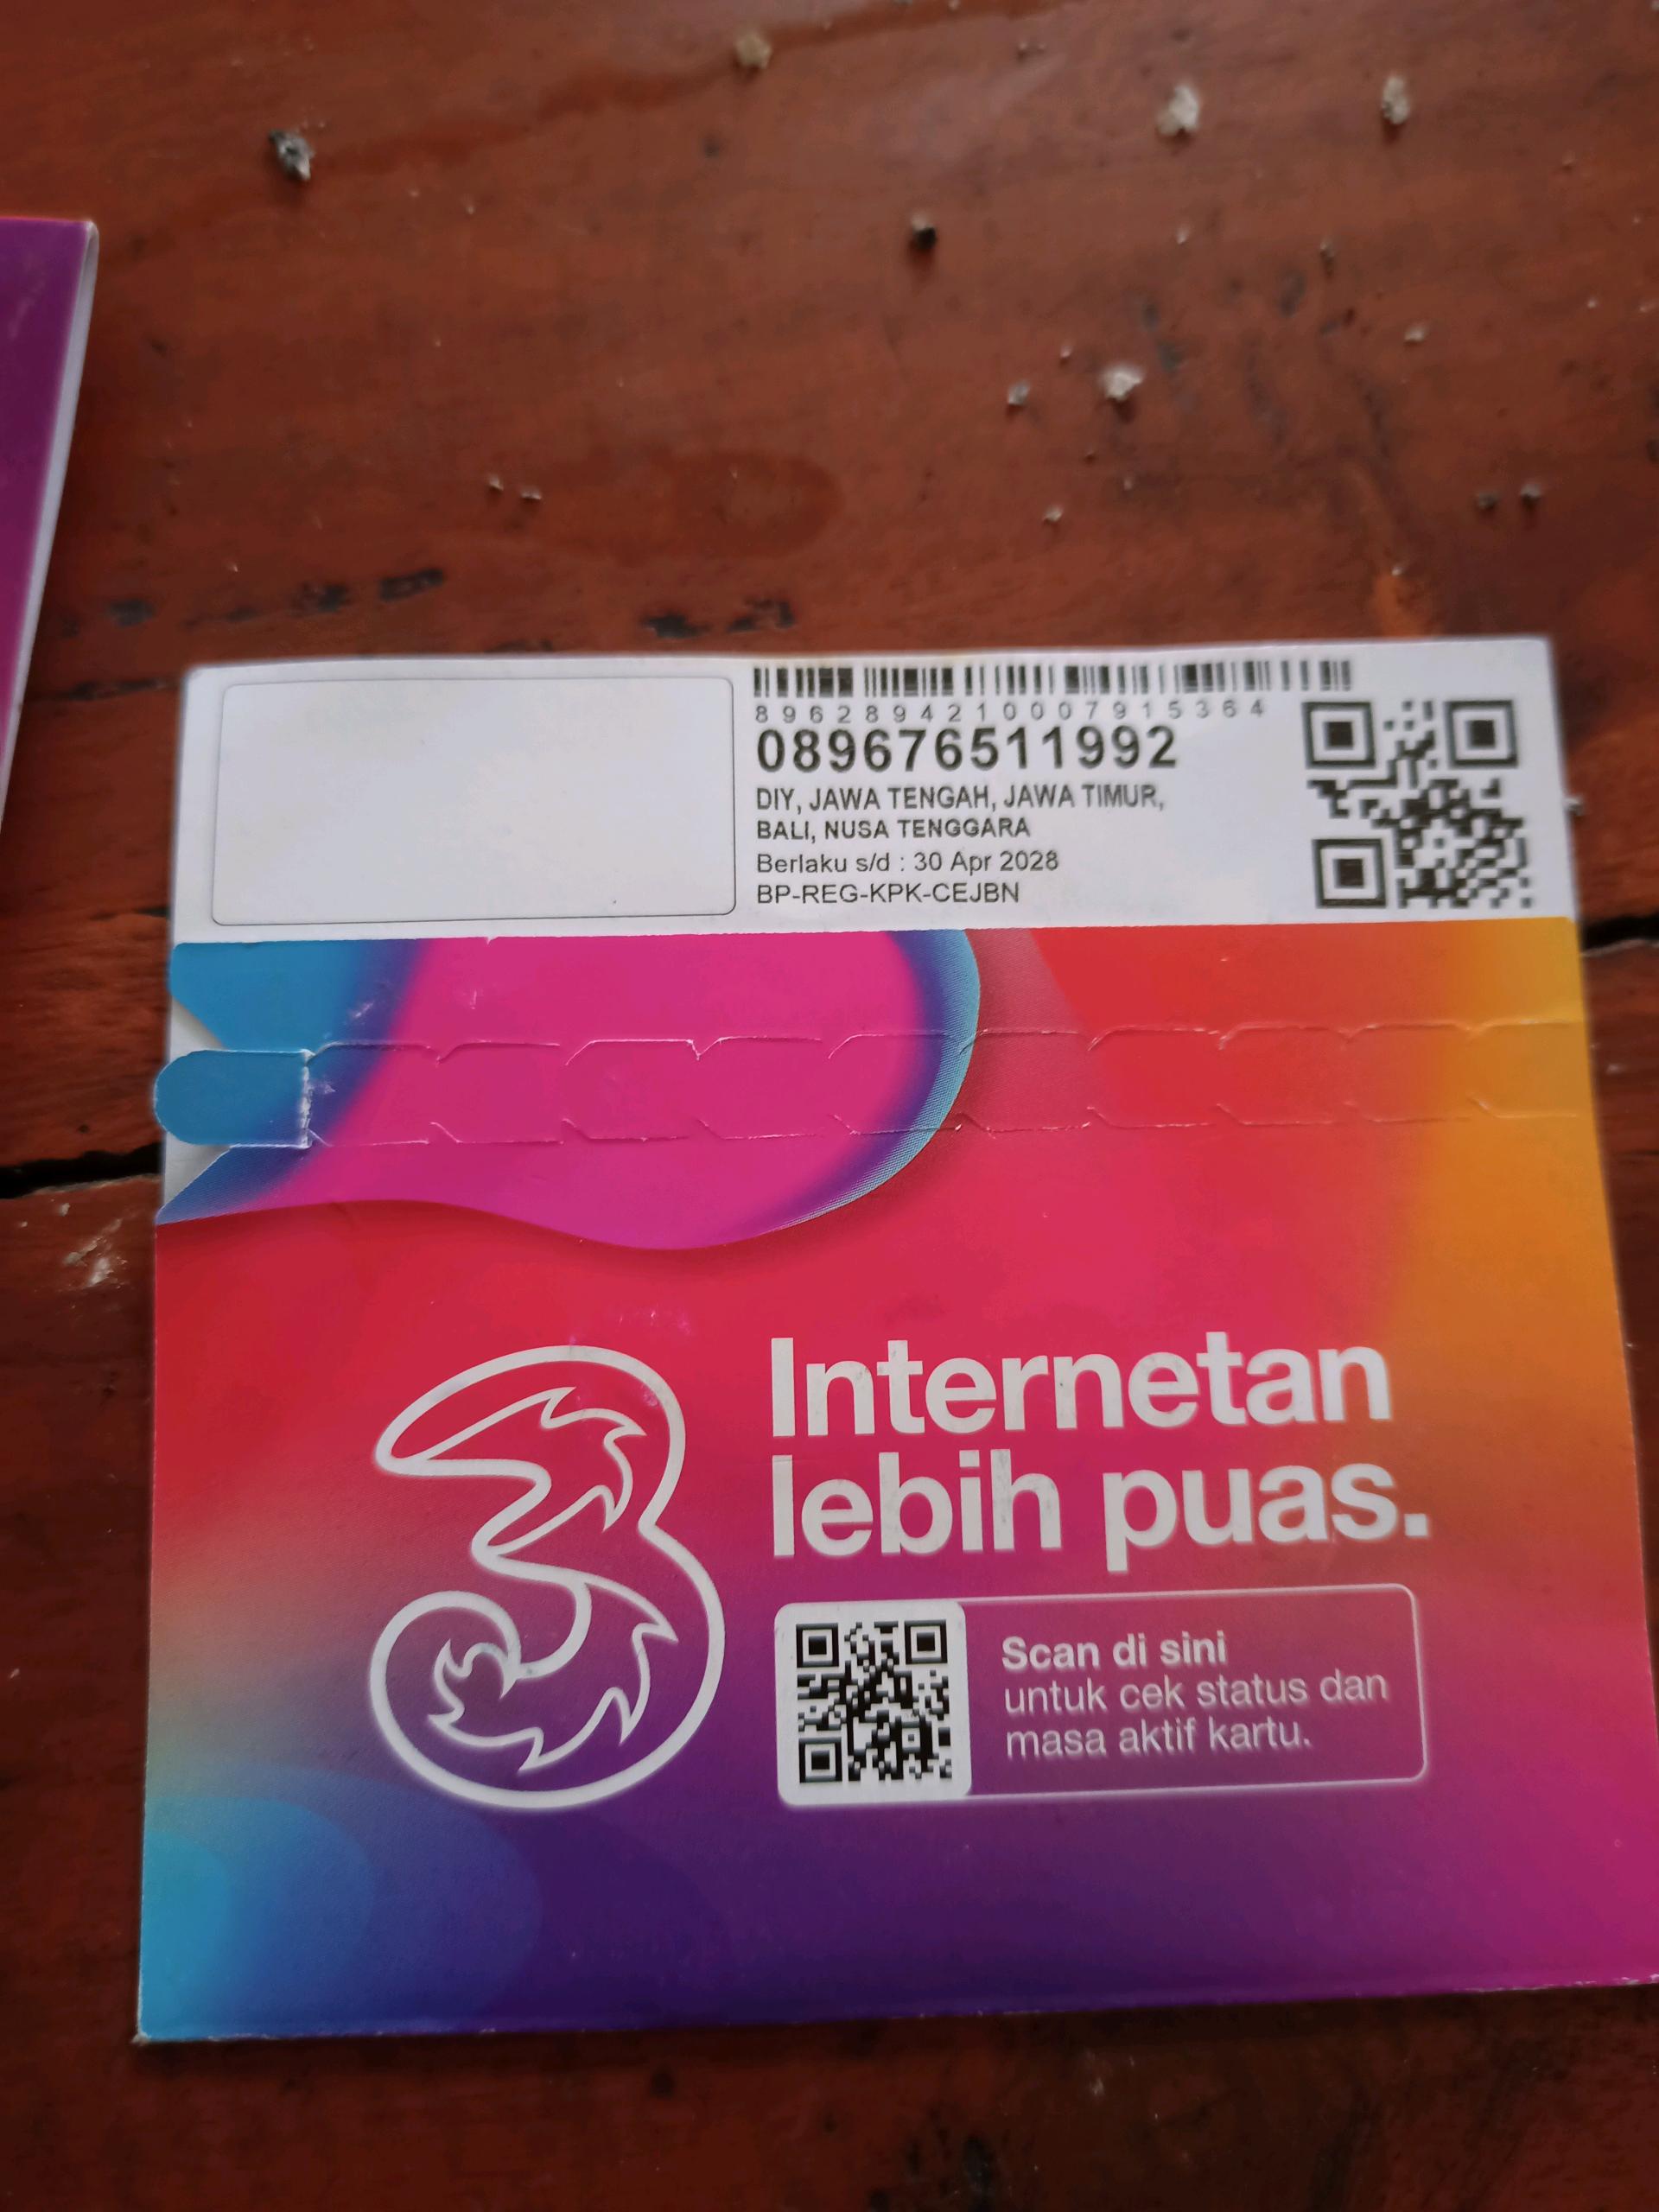 8962894210007915364
089676511992
DIY, JAWA TENGAH, JAWA TIMUR,
BALI, NUSA TENGGARA
Berlaku s/d : 30 Apr 2028
BP-REG-KPK-CEJBN
3
Internetan
lebih puas.
Scan di sini
untuk cek status dan
masa aktif kartu.